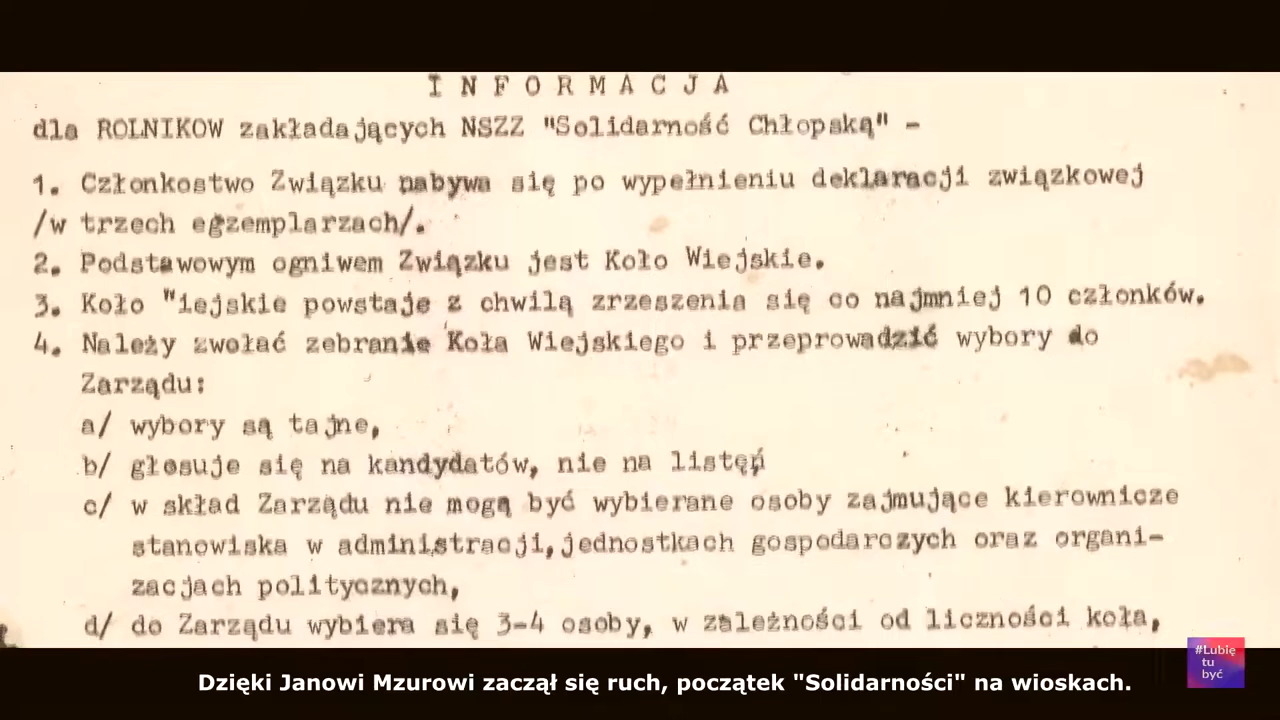 I N F O R M A C J A
dla ROLNIKOW zakładających NSZZ "Solidarność Chłopską" -
1. Członkostwo Związku nabywa się po wypełnieniu deklaracji związkowej
/w trzech egzemplarzach/.
2. Podstawowym ogniwem Związku jest Koło Wiejskie.
3. Koło "iejskie powstaje z chwilą zrzeszenia się co najmniej 10 członków.
4. Należy zwołać zebranie Koła Wiejskiego i przeprowadzić wybory do
Zarządu:
a/ wybory są tajne,
b/ głosuje się na kandydatów, nie na listę,
c/ w skład Zarządu nie mogą być wybierane osoby zajmujące kierownicze
stanowiska w administracji,jednostkach gospodarczych oraz organi-
zacjach politycznych,
d/ do Zarządu wybiera się 3-4 osoby, w zależności od liczności koła,
#Lubię
tu
być
Dzięki Janowi Mzurowi zaczął się ruch, początek "Solidarności" na wioskach.